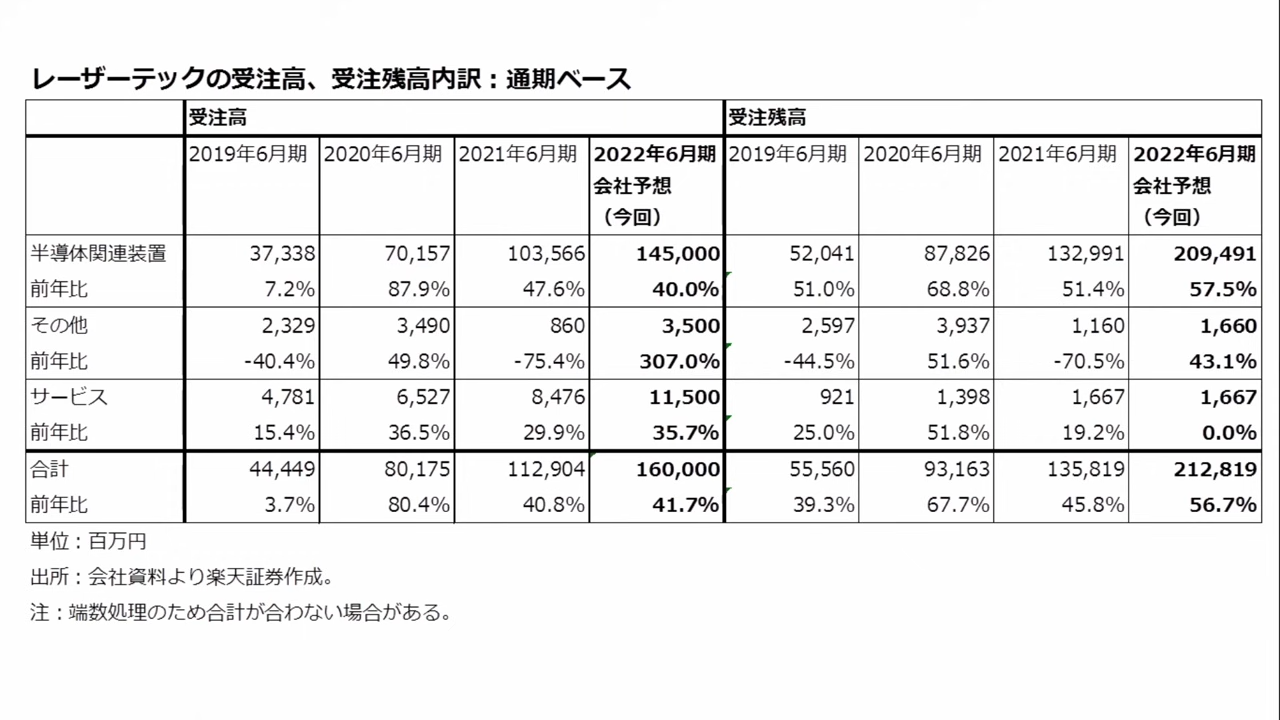 レーザーテックの受注高、受注残高内訳：通期ベース
受注高 受注残高
2019年6月期 2020年6月期 2021年6月期 2022年6月期 2019年6月期 2020年6月期 2021年6月期 2022年6月期
会社予想 会社予想
（今回） （今回）
半導体関連装置 37,338 70,157 103,566 145,000 52,041 87,826 132,991 209,491
前年比 7.2% 87.9% 47.6% 40.0% 51.0% 68.8% 51.4% 57.5%
その他 2,329 3,490 860 3,500 2,597 3,937 1,160 1,660
前年比 -40.4% 49.8% -75.4% 307.0% -44.5% 51.6% -70.5% 43.1%
サービス 4,781 6,527 8,476 11,500 921 1,398 1,667 1,667
前年比 15.4% 36.5% 29.9% 35.7% 25.0% 51.8% 19.2% 0.0%
合計 44,449 80,175 112,904 160,000 55,560 93,163 135,819 212,819
前年比 3.7% 80.4% 40.8% 41.7% 39.3% 67.7% 45.8% 56.7%
単位：百万円
出所：会社資料より楽天証券作成。
注：端数処理のため合計が合わない場合がある。